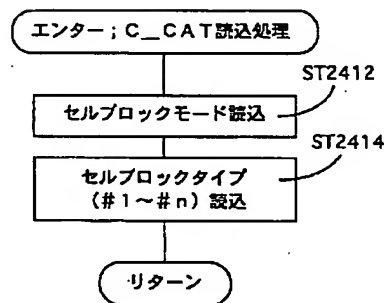 エンター；C__CAT読込処理
ST2412
セルブロックモード読込
ST2414
セルブロックタイプ
(#1～#n)読込
リターン